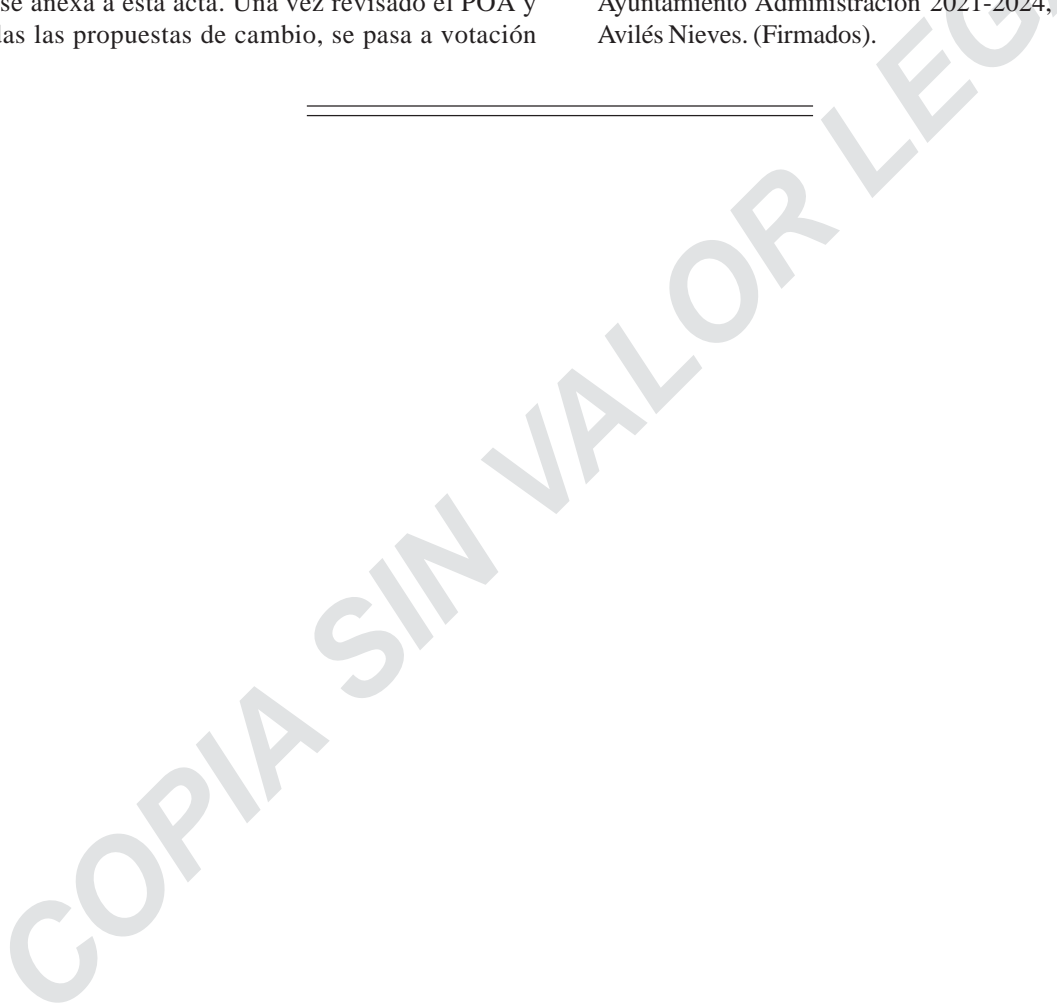 se anexa a esta acta. Una vez revisado el POA y
las las propuestas de cambio, se pasa a votación
Ayuntamiento Administración 2021-2024,
Avilés Nieves. (Firmados).
COPIA SIN VALOR LEG